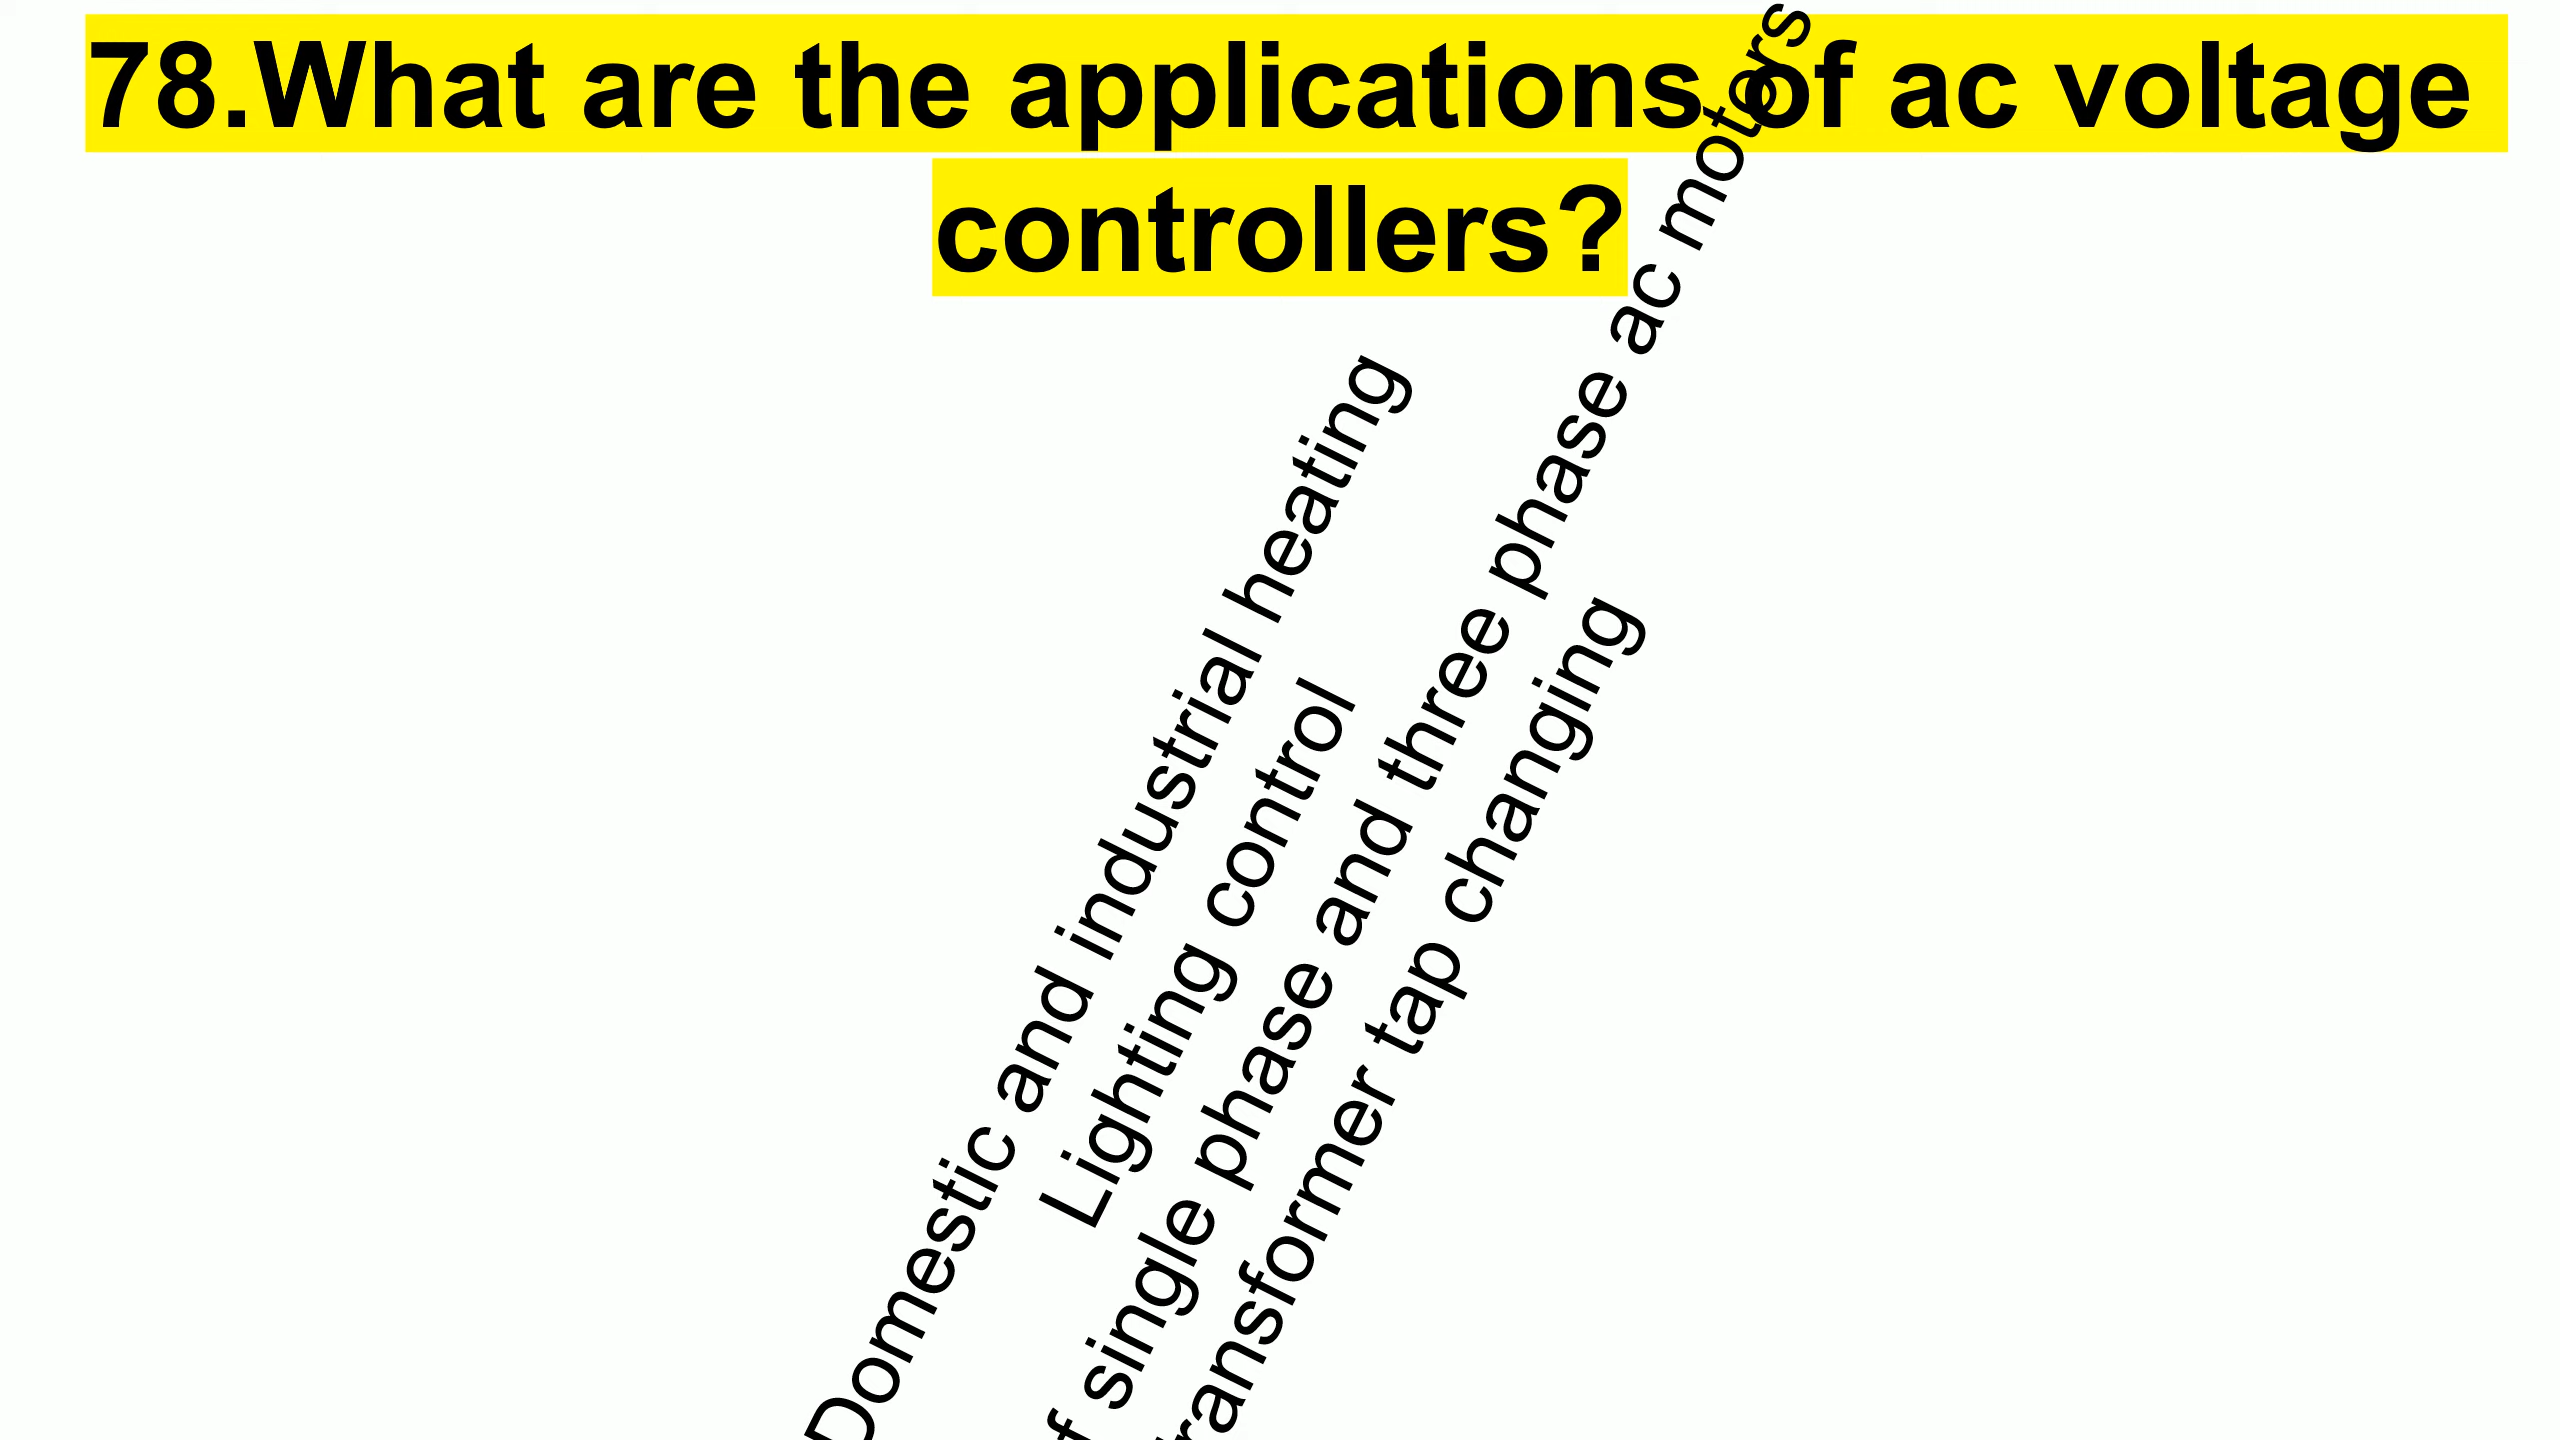 78.What are the applications of ac voltage
controllers?
Domestic and industrial heating
Lighting control
single phase and three phase ac motors
tap changing